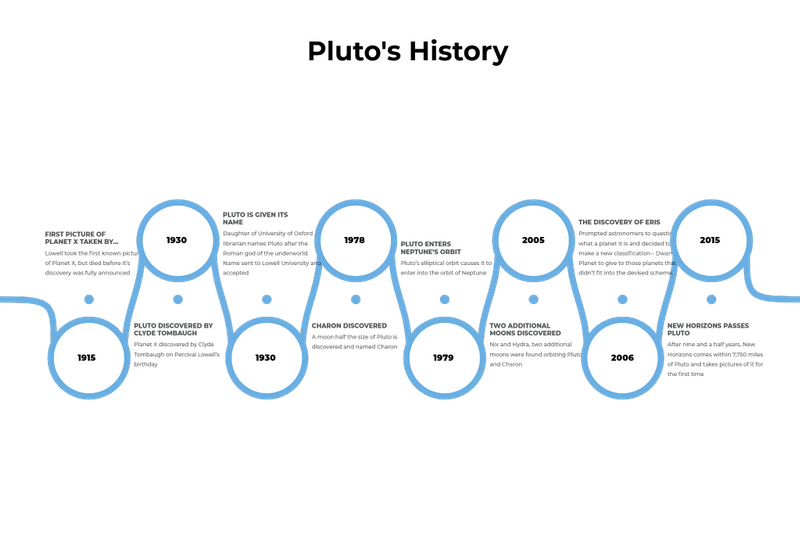 Pluto's History
FIRST PICTURE OF
PLANET X TAKEN BY...
Lowell took the first known pictur
of Planet X, but died before it's
discovery was fully announced
1915
1930
PLUTO DISCOVERED BY
CLYDE TOMBAUGH
Planet X discovered by Clyde
Tombaugh on Percival Lowell's
birthday
PLUTO IS GIVEN ITS
NAME
Daughter of University of Oxford
librarian names Pluto after the
Roman god of the underworld.
Name sent to Lowell University and
accepted
1930
1978
CHARON DISCOVERED
A moon half the size of Pluto is
discovered and named Charon
PLUTO ENTERS
NEPTUNE'S ORBIT
Pluto's elliptical orbit causes it to
enter into the orbit of Neptune
1979
2005
TWO ADDITIONAL
MOONS DISCOVERED
Nix and Hydra, two additional
moons were found orbiting Pluto
and Charon
THE DISCOVERY OF ERIS
Prompted astronomers to questi
what a planet it is and decided to
make a new classification-- Dwar
Planet to give to those planets that
didn't fit into the devised scheme
2006
2015
NEW HORIZONS PASSES
PLUTO
After nine and a half years, New
Horizons comes within 7,750 miles
of Pluto and takes pictures of it for
the first time